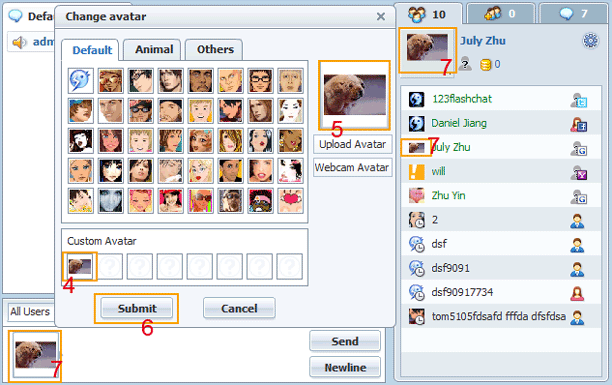 Defau
adm
Change avatar
Default
Animal
Others
5
Upload Avatar
Webcam Avatar
Custom Avatar
4
? ? ? ? ? ? ?
Submit
Cancel
6
All Users
7
Send
Newline
10
0
7
7
July Zhu
?
0
123flashchat
Daniel Jiang
7
July Zhu
will
Zhu Yin
2
dsf
dsf9091
dsf90917734
tom5105fdsafd fffda dfsfdsa